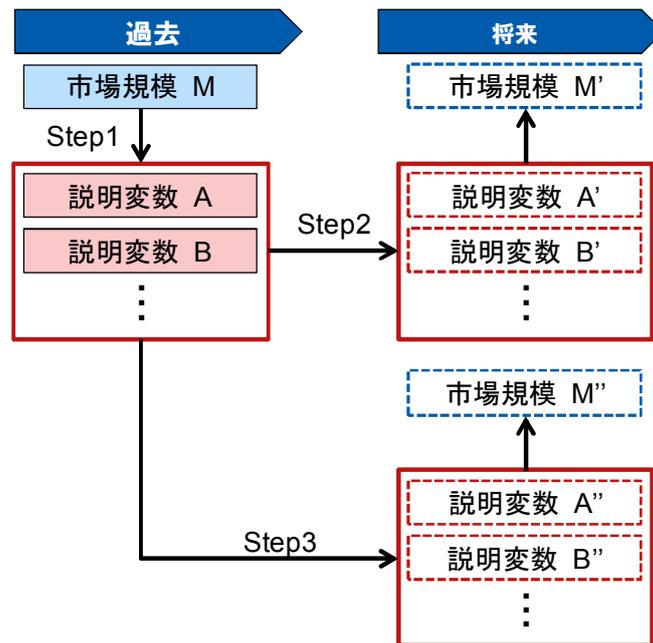 過去
将来
市場規模 M
市場規模 M'
Step1
説明変数 A
説明変数 A'
Step2
説明変数 B
説明変数 B'
⋮
⋮
市場規模 M''
説明変数 A''
Step3
説明変数 B''
⋮